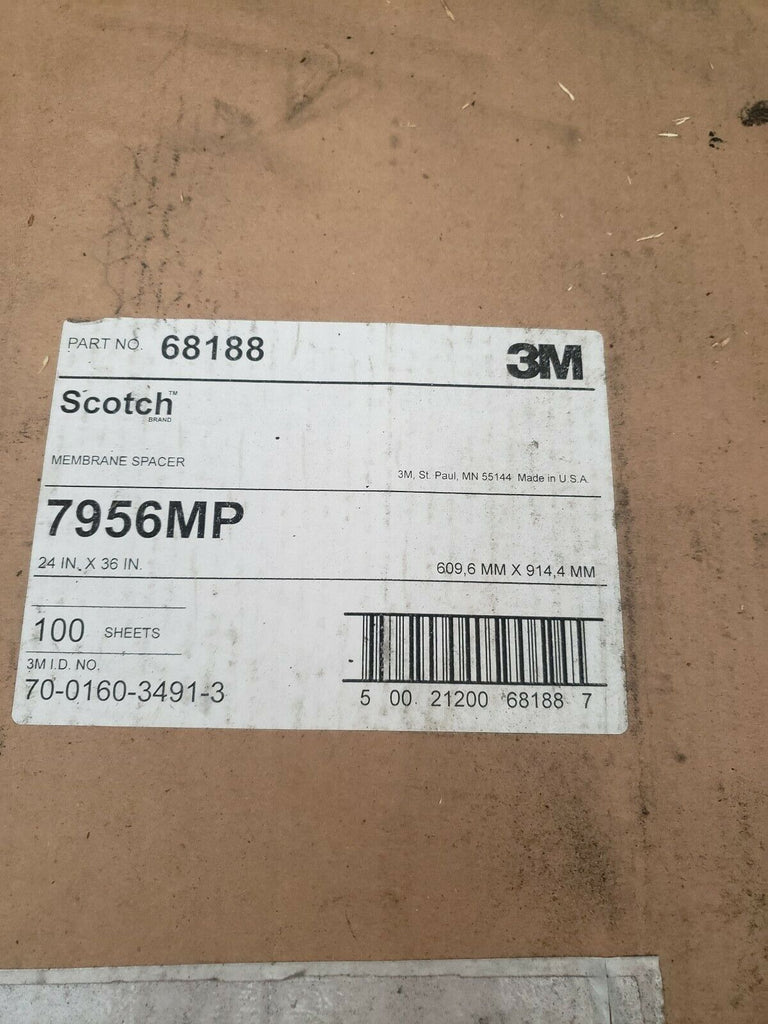 PART NO. 68188
3M
Scotch™
BRAND
MEMBRANE SPACER
3M, St. Paul, MN 55144 Made in U.S.A.
7956MP
24 IN. X 36 IN.
609,6 MM X 914,4 MM
100 SHEETS
3M I.D. NO.
70-0160-3491-3
5 00 21200 68188 7